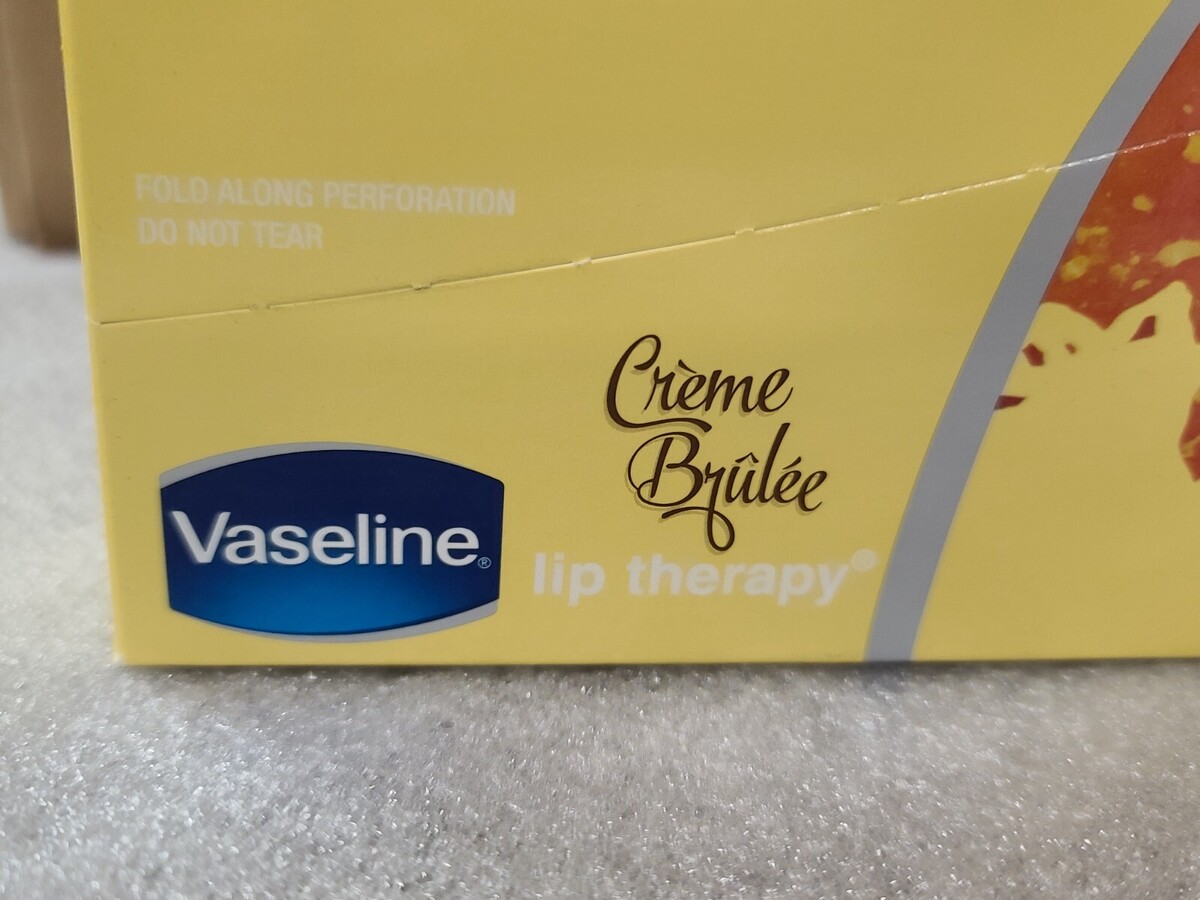 FOLD ALONG PERFORATION
DO NOT TEAR
Crème
Brûlée
Vaseline®
lip therapy®